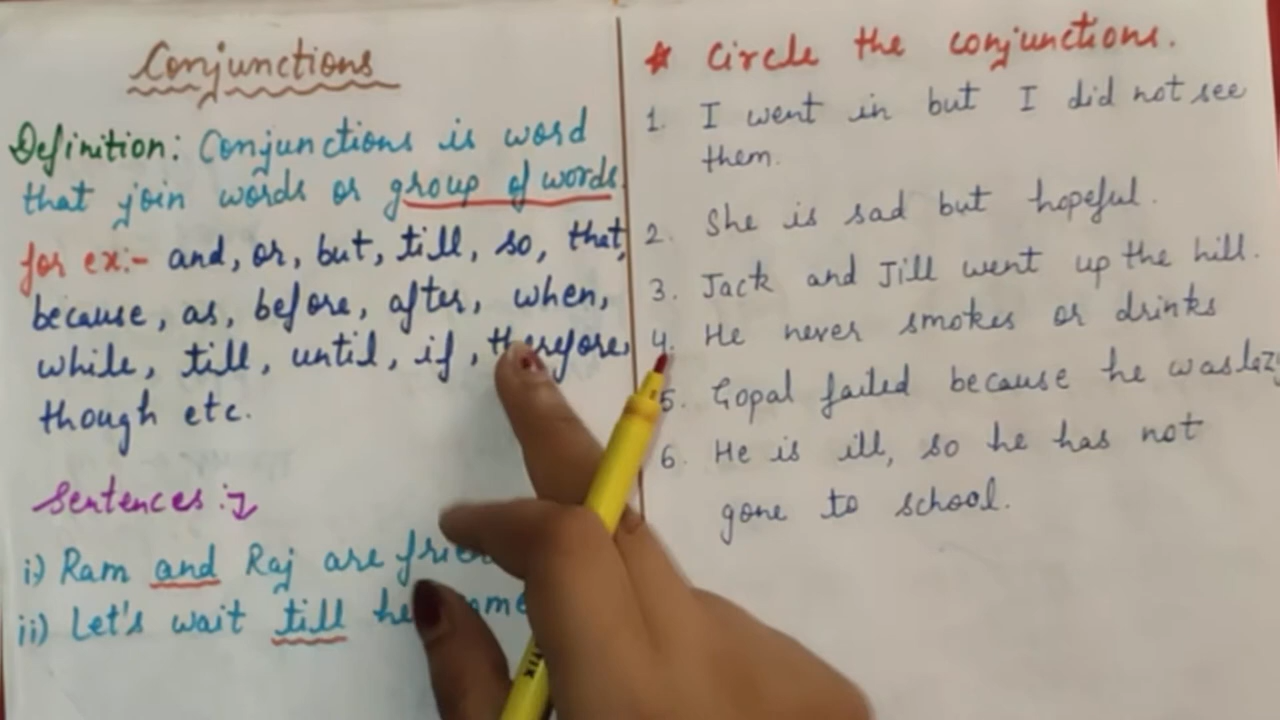 Conjunctions
Definition: Conjunctions is word
that join words or group of words
for ex:- and, or, but, till, so, that,
because, as, before, after, when,
while, till, until, if, therefore,
though etc.
Sentences :-
i) Ram and Raj are
ii) Let's wait till he
* Circle the conjunctions.
1. I went in but I did not see
them.
2. She is sad but hopeful.
3. Jack and Jill went up the hill.
4. He never smokes or drinks
5. Gopal failed because he was lazy
6. He is ill, so he has not
gone to school.